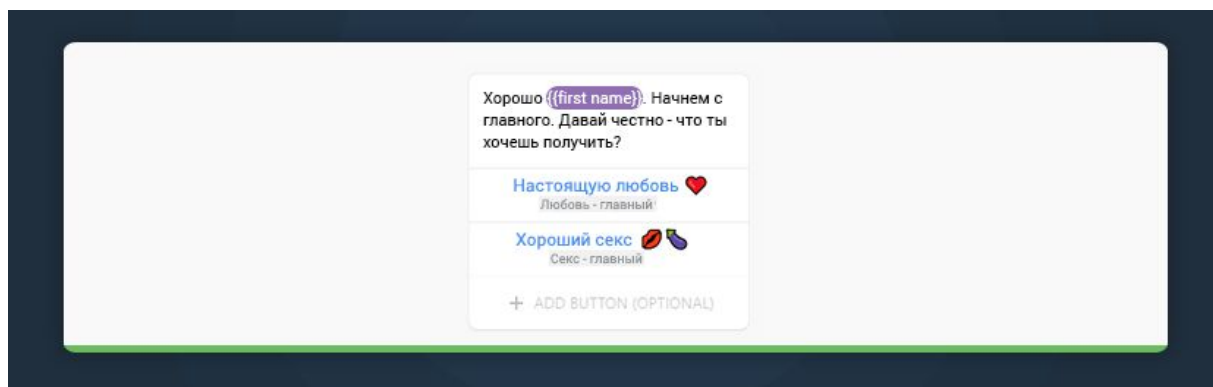 Хорошо {{first name}}. Начнем с
главного. Давай честно - что ты
хочешь получить?
Настоящую любовь ❤️
Любовь - главный
Хороший секс 💋🍆
Секс - главный
+ ADD BUTTON (OPTIONAL)